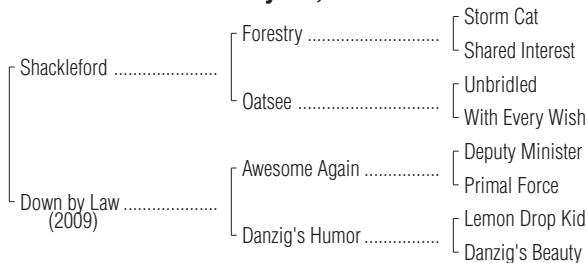 Storm Cat
Forestry ..............................
Shared Interest
Shackleford .....................
Unbridled
Oatsee ................................
With Every Wish
Deputy Minister
Awesome Again .................
Primal Force
Down by Law ...................
(2009)
Lemon Drop Kid
Danzig's Humor .................
Danzig's Beauty